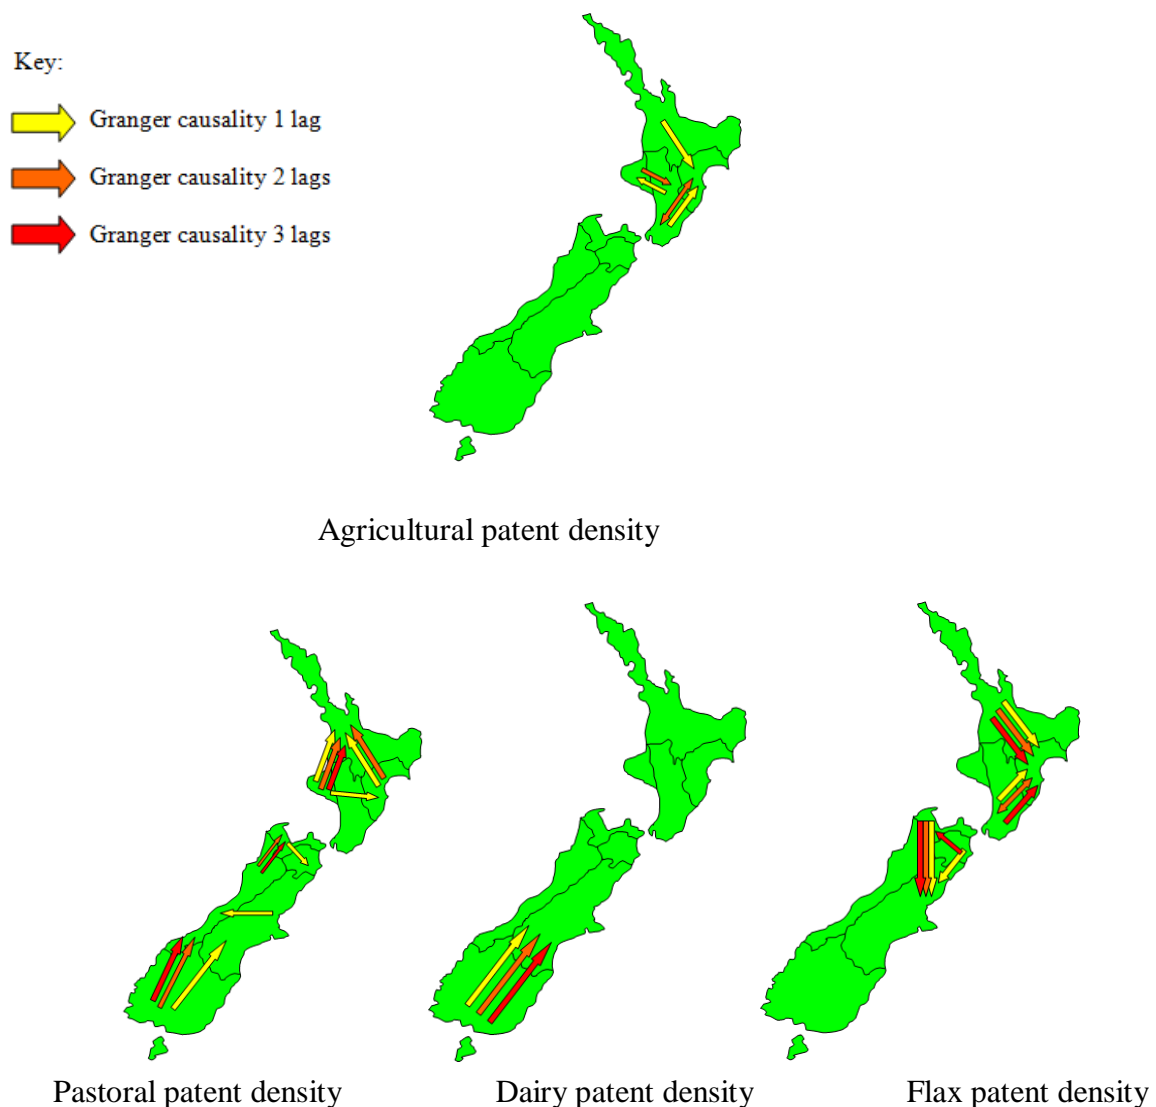 Key:
Granger causality 1 lag
Granger causality 2 lags
Granger causality 3 lags
Agricultural patent density
Pastoral patent density
Dairy patent density
Flax patent density